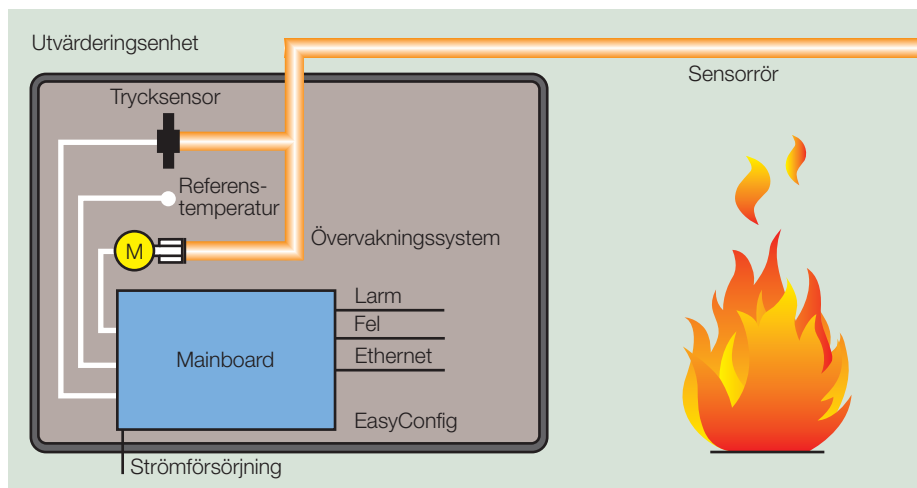 Utvärderingsenhet
Sensorrör
Trycksensor
Referens-
temperatur
M
Övervakningssystem
Larm
Fel
Ethernet
Mainboard
EasyConfig
Strömförsörjning